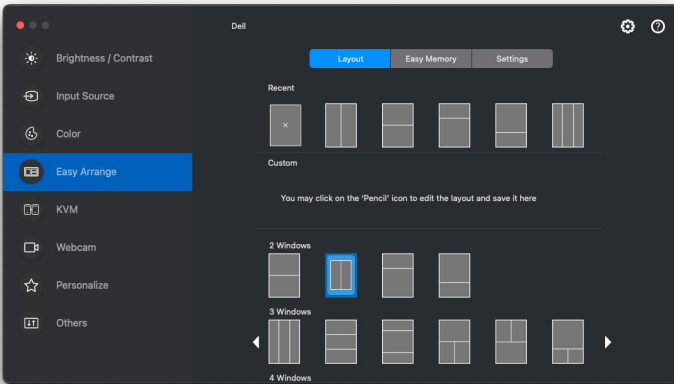 Dell
Brightness / Contrast
Input Source
Color
Easy Arrange
KVM
Webcam
Personalize
Others
Layout
Easy Memory
Settings
Recent
Custom
You may click on the 'Pencil' icon to edit the layout and save it here
2 Windows
3 Windows
4 Windows